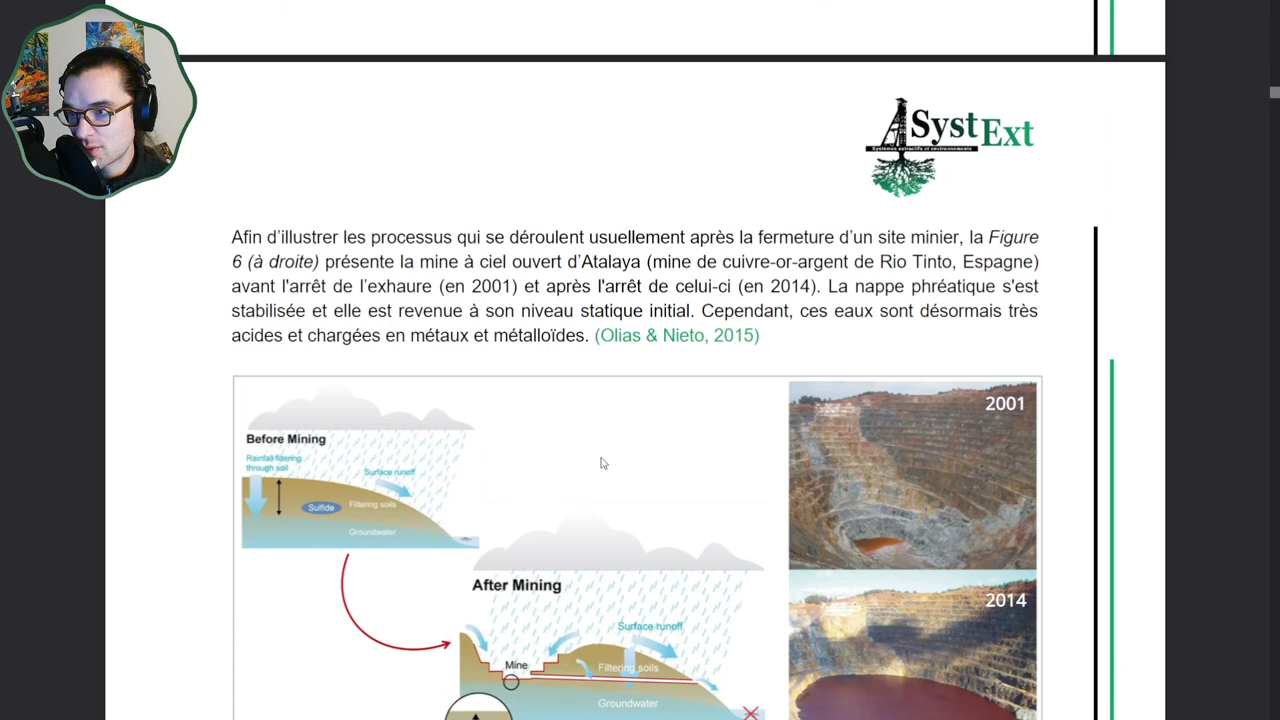 SystExt
Systèmes extractifs et environnements
Afin d'illustrer les processus qui se déroulent usuellement après la fermeture d'un site minier, la Figure
6 (à droite) présente la mine à ciel ouvert d'Atalaya (mine de cuivre-or-argent de Rio Tinto, Espagne)
avant l'arrêt de l'exhaure (en 2001) et après l'arrêt de celui-ci (en 2014). La nappe phréatique s'est
stabilisée et elle est revenue à son niveau statique initial. Cependant, ces eaux sont désormais très
acides et chargées en métaux et métalloïdes. (Olias & Nieto, 2015)
Before Mining
Rainfall filtering
through soil
Surface runoff
Sulfide
Filtering soils
Groundwater
After Mining
Surface runoff
Mine
Filtering soils
Groundwater
2001
2014